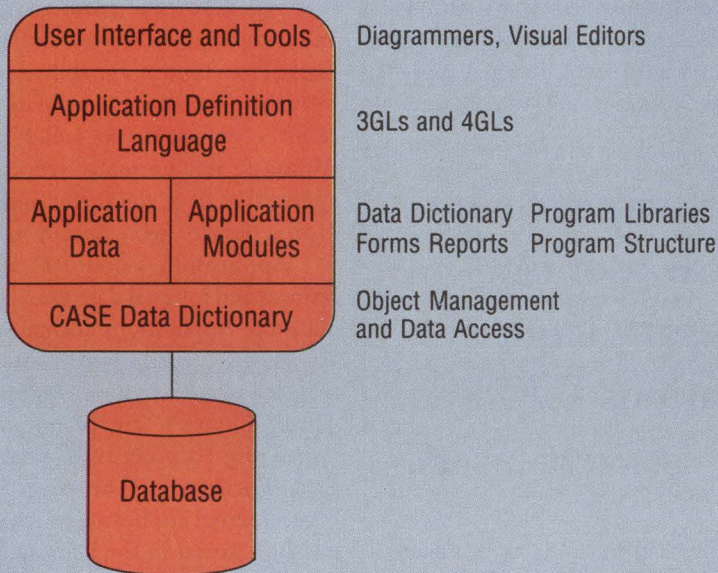 User Interface and Tools
Diagrammers, Visual Editors
Application Definition
Language
3GLs and 4GLs
Application
Data
Application
Modules
Data Dictionary Program Libraries
Forms Reports Program Structure
CASE Data Dictionary
Object Management
and Data Access
Database